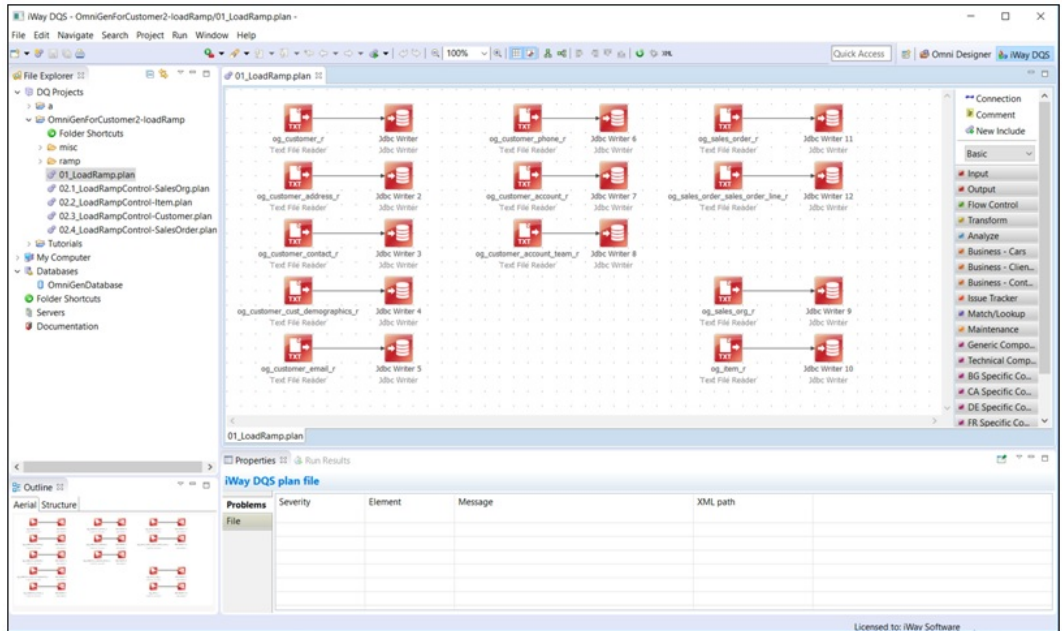 iWay DQS - OmniGenForCustomer2-loadRamp/01_LoadRamp.plan -
File Edit Navigate Search Project Run Window Help
100%
Quick Access
Omni Designer
iWay DQS
File Explorer
DQ Projects
a
OmniGenForCustomer2-loadRamp
Folder Shortcuts
misc
ramp
01_LoadRamp.plan
02.1_LoadRampControl-SalesOrg.plan
02.2_LoadRampControl-Item.plan
02.3_LoadRampControl-Customer.plan
02.4_LoadRampControl-SalesOrder.plan
Tutorials
My Computer
Databases
OmniGenDatabase
Folder Shortcuts
Servers
Documentation
01_LoadRamp.plan
TXT TXT TXT
og_customer_r Jdbc Writer og_customer_phone_r Jdbc Writer 6 og_sales_order_r Jdbc Writer 11
Text File Reader Jdbc Writer Text File Reader Jdbc Writer Text File Reader Jdbc Writer
TXT TXT TXT
og_customer_address_r Jdbc Writer 2 og_customer_account_r Jdbc Writer 7 og_sales_order_sales_order_line_r Jdbc Writer 12
Text File Reader Jdbc Writer Text File Reader Jdbc Writer Text File Reader Jdbc Writer
TXT TXT
og_customer_contact_r Jdbc Writer 3 og_customer_account_team_r Jdbc Writer 8
Text File Reader Jdbc Writer Text File Reader Jdbc Writer
TXT TXT
og_customer_cust_demographics_r Jdbc Writer 4 og_sales_org_r Jdbc Writer 9
Text File Reader Jdbc Writer Text File Reader Jdbc Writer
TXT TXT
og_customer_email_r Jdbc Writer 5 og_item_r Jdbc Writer 10
Text File Reader Jdbc Writer Text File Reader Jdbc Writer
01_LoadRamp.plan
Connection
Comment
New Include
Basic
Input
Output
Flow Control
Transform
Analyze
Business - Cars
Business - Clien...
Business - Cont...
Issue Tracker
Match/Lookup
Maintenance
Generic Compo...
Technical Comp...
BG Specific Co...
CA Specific Co...
DE Specific Co...
FR Specific Co...
Outline
Aerial Structure
Properties Run Results
iWay DQS plan file
Problems
File
Severity Element Message XML path
Licensed to: iWay Software